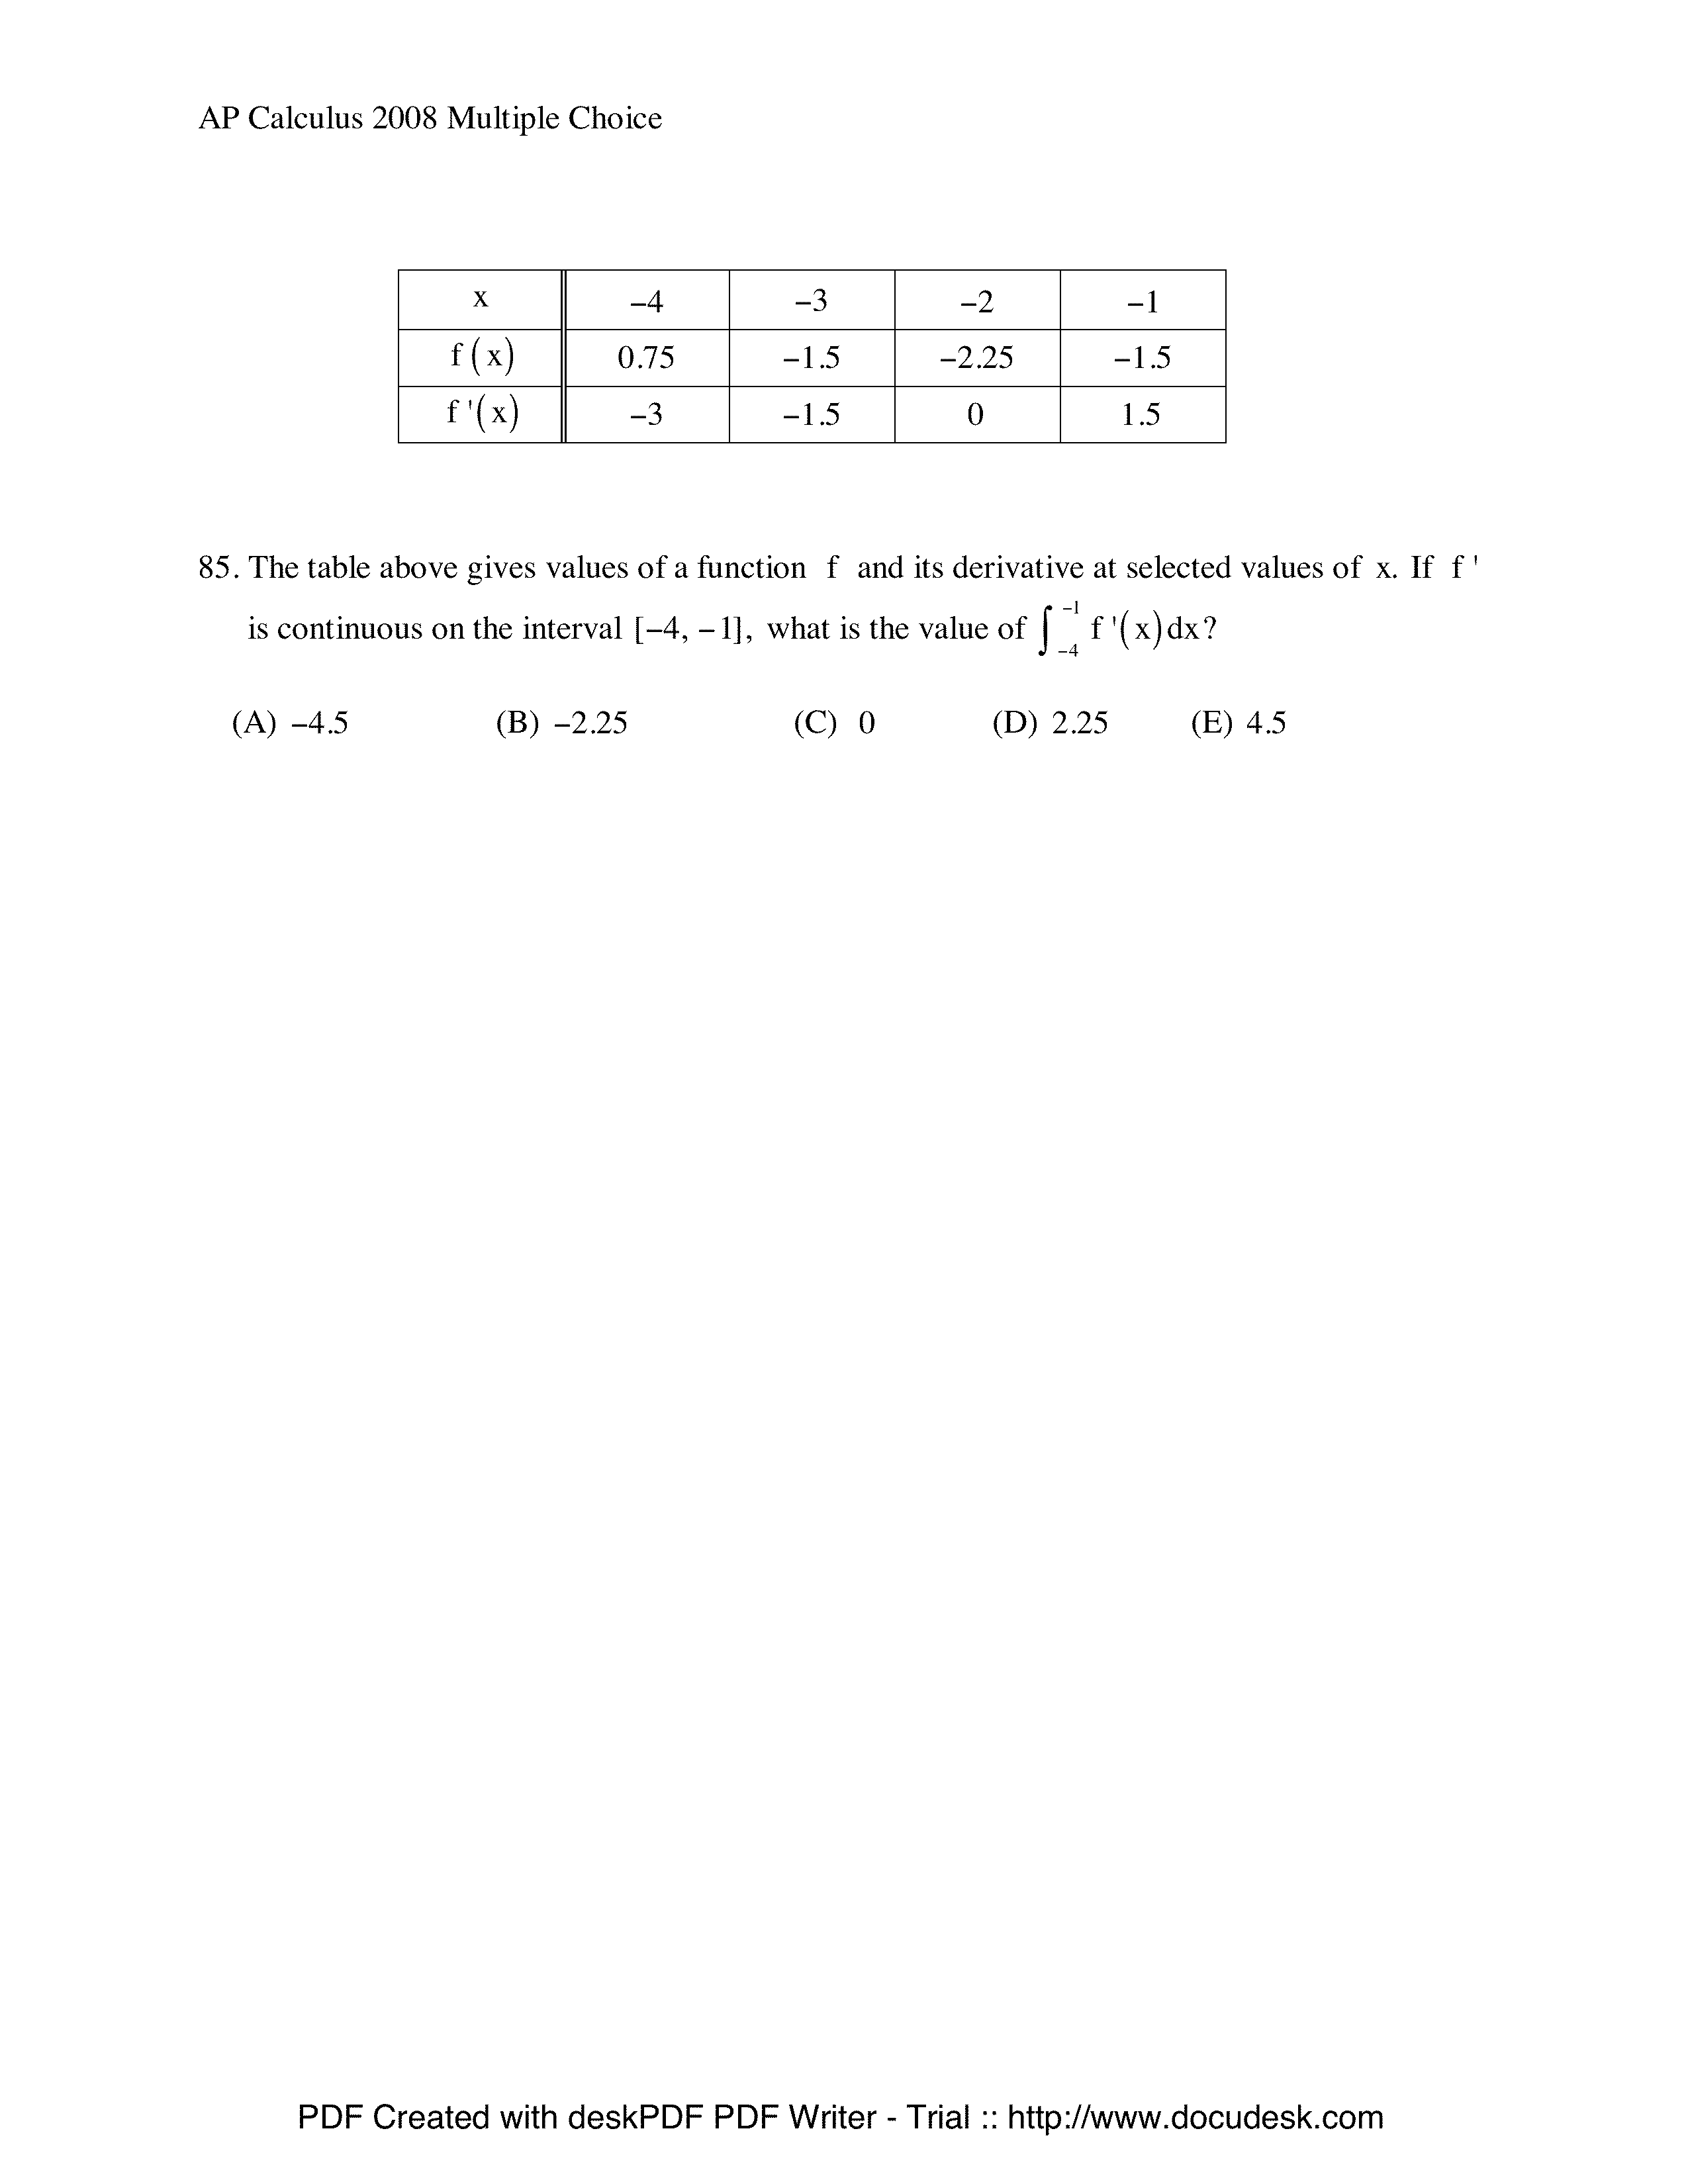 AP Calculus 2008 Multiple Choice
x −4 −3 −2 −1
f(x) 0.75 −1.5 −2.25 −1.5
f '(x) −3 −1.5 0 1.5
85. The table above gives values of a function f and its derivative at selected values of x. If f '
is continuous on the interval [−4, −1], what is the value of ∫_{−4}^{−1} f '(x)dx?
(A) −4.5 (B) −2.25 (C) 0 (D) 2.25 (E) 4.5
PDF Created with deskPDF PDF Writer - Trial :: http://www.docudesk.com